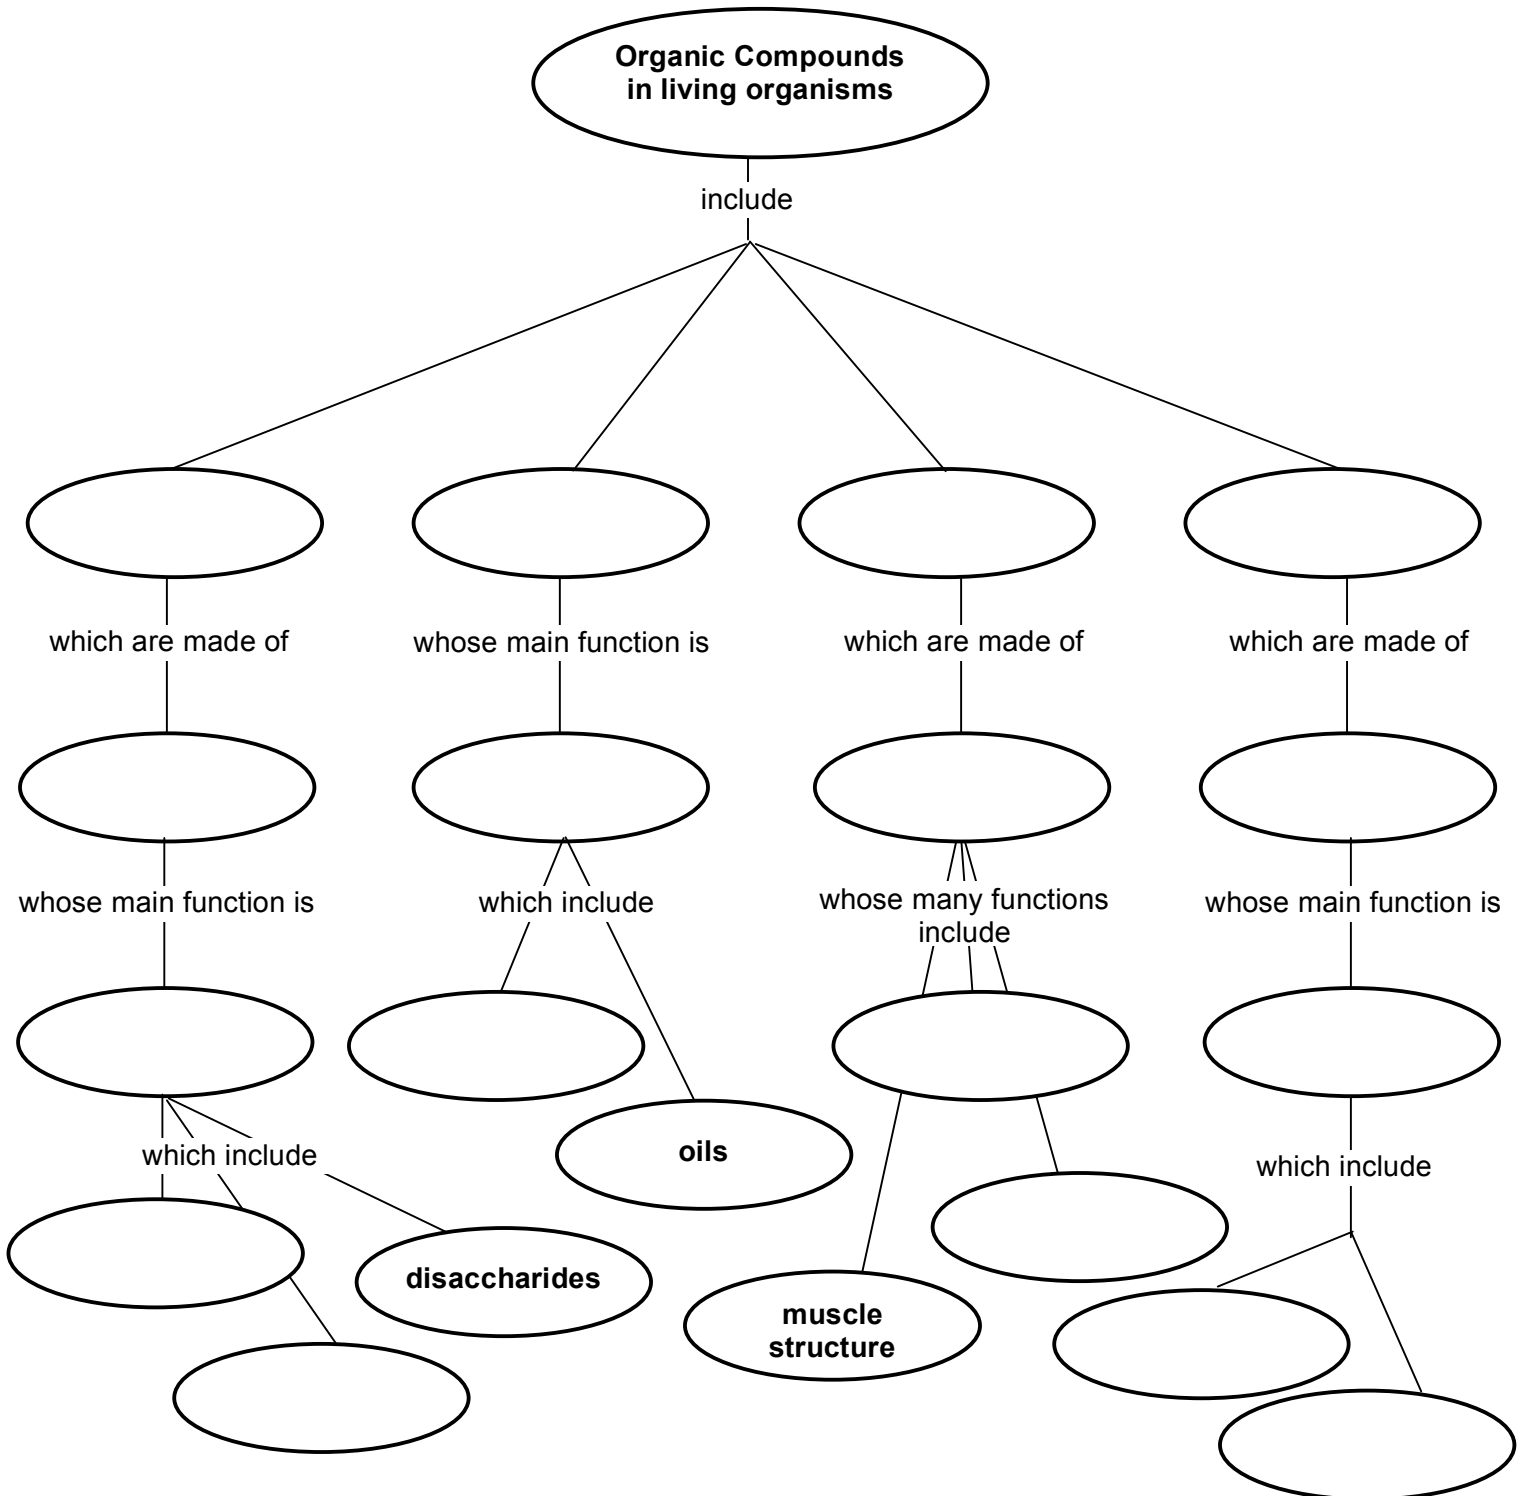 Organic Compounds
in living organisms
include
which are made of
whose main function is
which are made of
which are made of
whose main function is
which include
whose many functions
include
whose main function is
which include
oils
which include
disaccharides
muscle
structure